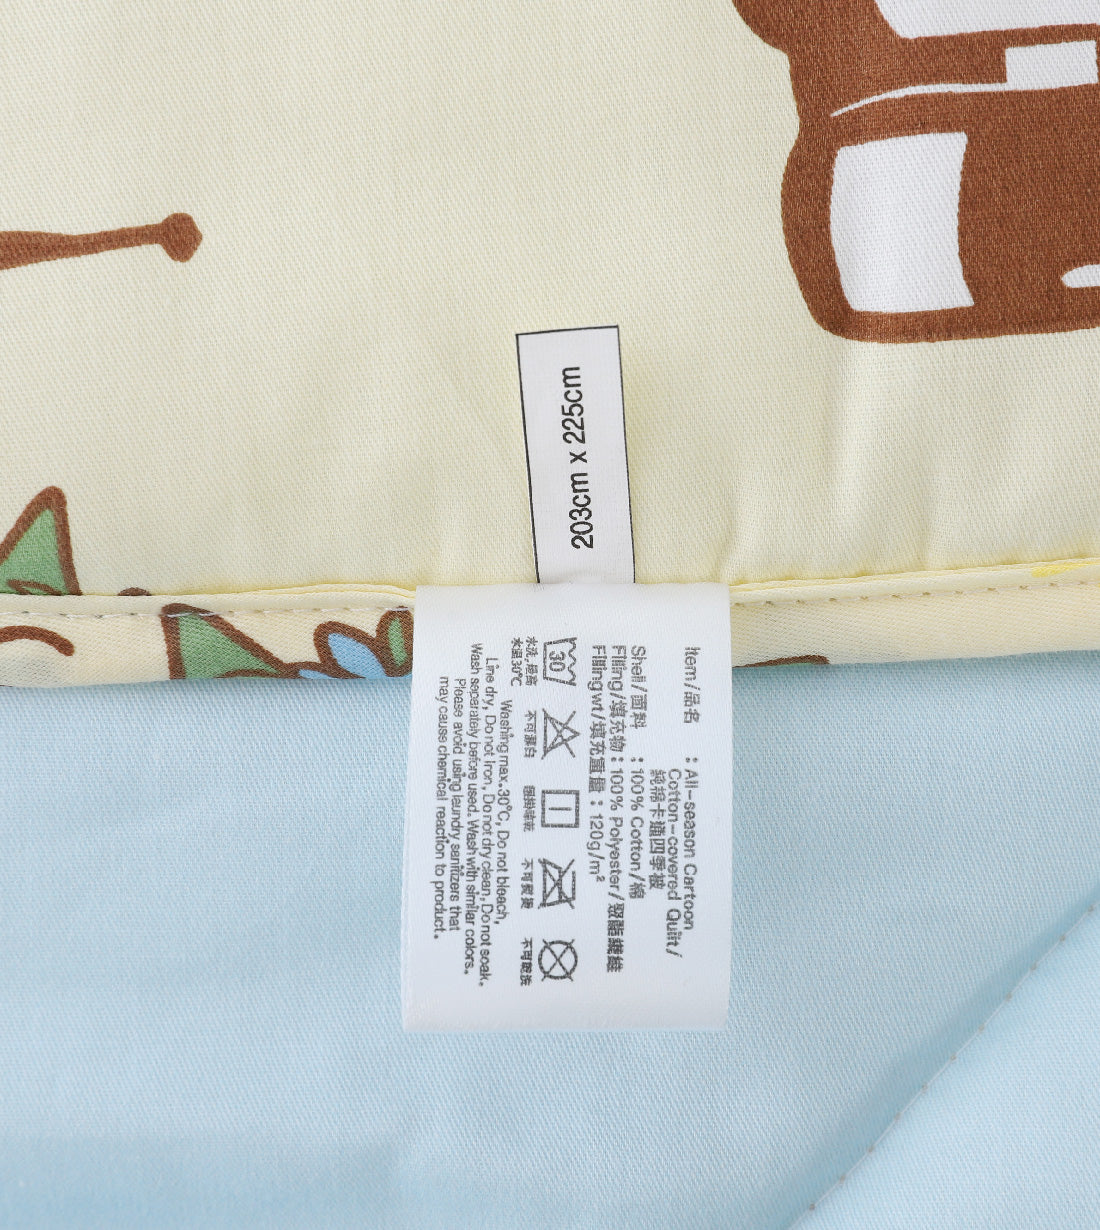 203cm x 225cm
Item/品名 : All-season Cartoon
Cotton-covered Quilt/
純棉卡通四季被
Shell/面料 : 100% Cotton/棉
Filling/填充物 : 100% Polyester/聚酯纖維
Fillingwt/填充重量 : 120g/m²
30
水洗,最高
水溫30℃
不可漂白
懸掛晾乾
不可熨燙
不可乾洗
Washing max.30℃, Do not bleach,
Line dry, Do not Iron, Do not dry clean, Do not soak.
Wash separately before used. Wash with similar colors.
Please avoid using laundry sanitizers that
may cause chemical reaction to product.